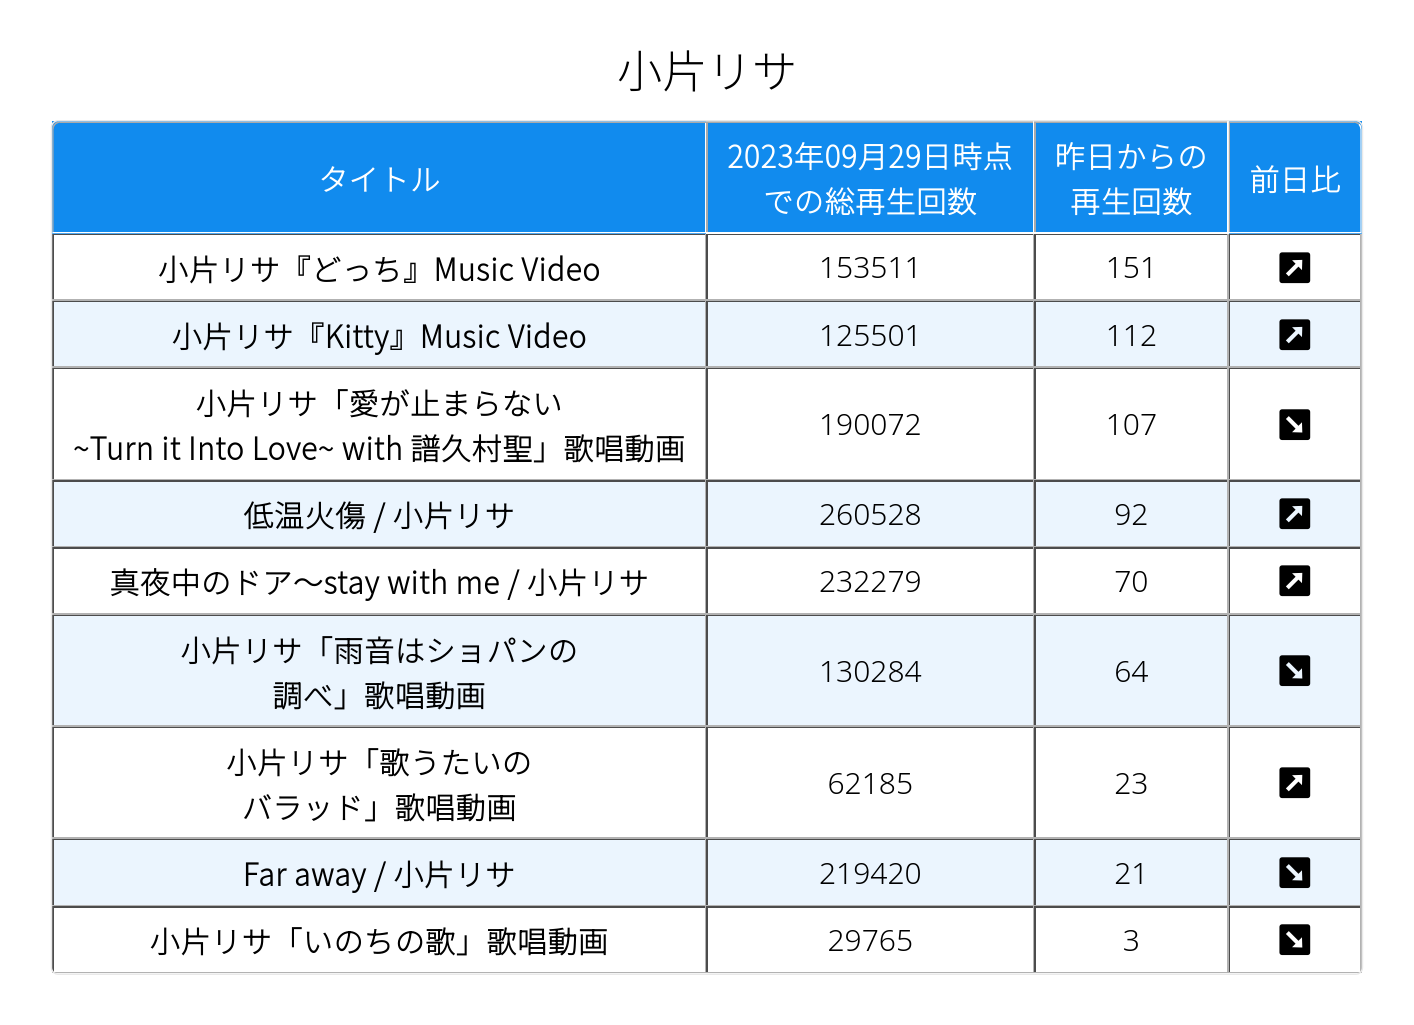 小片リサ
タイトル
2023年09月29日時点
での総再生回数
昨日からの
再生回数
前日比
小片リサ『どっち』Music Video
153511
151
小片リサ『Kitty』Music Video
125501
112
小片リサ「愛が止まらない
~Turn it Into Love~ with 譜久村聖」歌唱動画
190072
107
低温火傷 / 小片リサ
260528
92
真夜中のドア〜stay with me / 小片リサ
232279
70
小片リサ「雨音はショパンの
調べ」歌唱動画
130284
64
小片リサ「歌うたいの
バラッド」歌唱動画
62185
23
Far away / 小片リサ
219420
21
小片リサ「いのちの歌」歌唱動画
29765
3